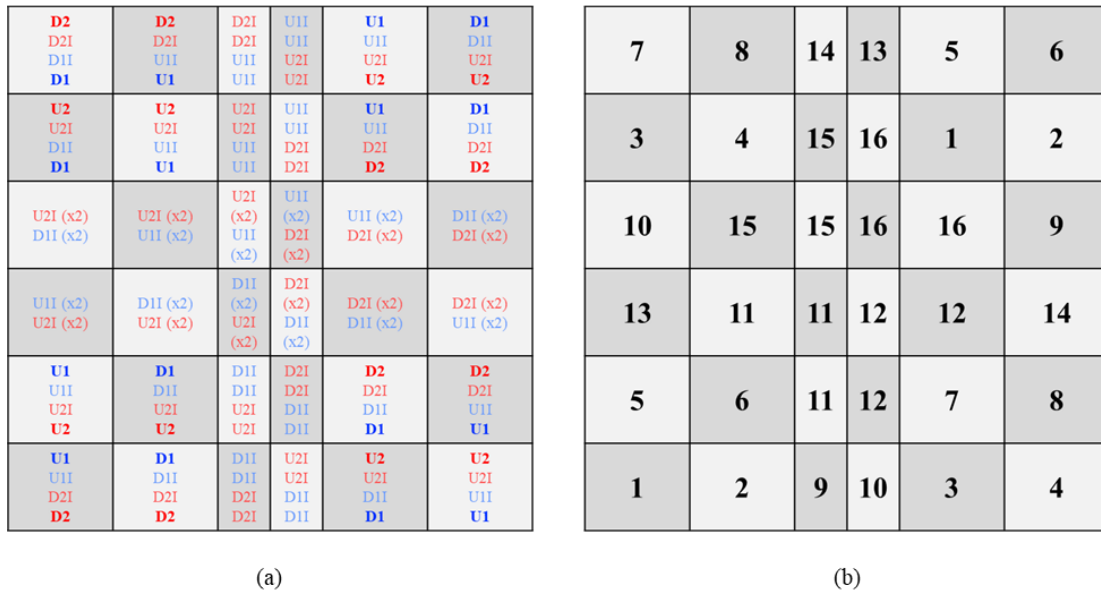 D2 D2 D2I U1I U1 D1
D2I D2I D2I U1I U1I D1I
D1I U1I U1I U2I U2I U2I
D1 U1 U1I U2I U2 U2
U2 U2 U2I U1I U1 D1
U2I U2I U2I U1I U1I D1I
D1I U1I U1I D2I D2I D2I
D1 U1 U1I D2I D2 D2
U2I U1I
U2I (x2) U2I (x2) (x2) (x2) U1I (x2) D1I (x2)
D1I (x2) U1I (x2) U1I D2I D2I (x2) D2I (x2)
(x2) (x2)
D1I D2I
U1I (x2) D1I (x2) (x2) (x2) D2I (x2) D2I (x2)
U2I (x2) U2I (x2) U2I D1I D1I (x2) U1I (x2)
(x2) (x2)
U1 D1 D1I D2I D2 D2
U1I D1I D1I D2I D2I D2I
U2I U2I U2I D1I D1I U1I
U2 U2 U2I D1I D1 U1
U1 D1 D1I U2I U2 U2
U1I D1I D1I U2I U2I U2I
D2I D2I D2I D1I D1I U1I
D2 D2 D2I D1I D1 U1
(a)
7 8 14 13 5 6
3 4 15 16 1 2
10 15 15 16 16 9
13 11 11 12 12 14
5 6 11 12 7 8
1 2 9 10 3 4
(b)